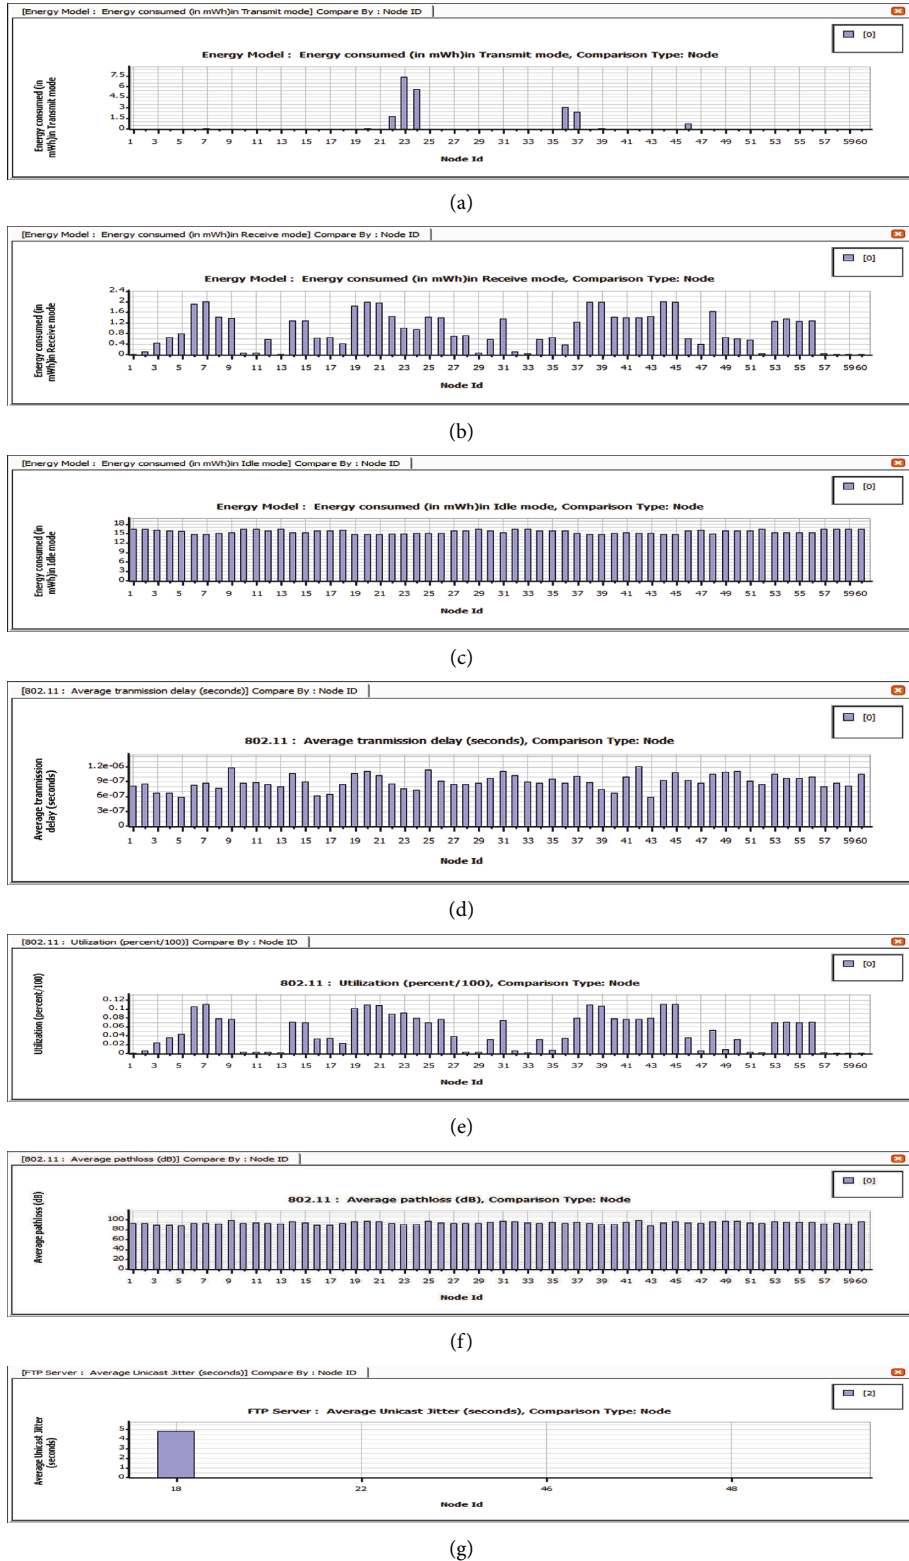 [Energy Model : Energy consumed (in mWh)in Transmit mode] Compare By : Node ID
[0]
Energy Model : Energy consumed (in mWh)in Transmit mode, Comparison Type: Node
Energy consumed (in
mWh)in Transmit mode
7.5
6
4.5
3
1.5
0
1 3 5 7 9 11 13 15 17 19 21 23 25 27 29 31 33 35 37 39 41 43 45 47 49 51 53 55 57 59 60
Node Id
(a)
[Energy Model : Energy consumed (in mWh)in Receive mode] Compare By : Node ID
[0]
Energy Model : Energy consumed (in mWh)in Receive mode, Comparison Type: Node
Energy consumed (in
mWh)in Receive mode
2.4
2
1.6
1.2
0.8
0.4
0
1 3 5 7 9 11 13 15 17 19 21 23 25 27 29 31 33 35 37 39 41 43 45 47 49 51 53 55 57 59 60
Node Id
(b)
[Energy Model : Energy consumed (in mWh)in Idle mode] Compare By : Node ID
[0]
Energy Model : Energy consumed (in mWh)in Idle mode, Comparison Type: Node
Energy consumed (in
mWh)in Idle mode
18
15
12
9
6
3
0
1 3 5 7 9 11 13 15 17 19 21 23 25 27 29 31 33 35 37 39 41 43 45 47 49 51 53 55 57 59 60
Node Id
(c)
[802.11 : Average tranmission delay (seconds)] Compare By : Node ID
[0]
802.11 : Average tranmission delay (seconds), Comparison Type: Node
Average tranmission
delay (seconds)
1.2e-06
9e-07
6e-07
3e-07
0
1 3 5 7 9 11 13 15 17 19 21 23 25 27 29 31 33 35 37 39 41 43 45 47 49 51 53 55 57 59 60
Node Id
(d)
[802.11 : Utilization (percent/100)] Compare By : Node ID
[0]
802.11 : Utilization (percent/100), Comparison Type: Node
Utilization (percent/100)
0.12
0.1
0.08
0.06
0.04
0.02
0
1 3 5 7 9 11 13 15 17 19 21 23 25 27 29 31 33 35 37 39 41 43 45 47 49 51 53 55 57 59 60
Node Id
(e)
[802.11 : Average pathloss (dB)] Compare By : Node ID
[0]
802.11 : Average pathloss (dB), Comparison Type: Node
Average pathloss (dB)
100
80
60
40
20
0
1 3 5 7 9 11 13 15 17 19 21 23 25 27 29 31 33 35 37 39 41 43 45 47 49 51 53 55 57 59 60
Node Id
(f)
[FTP Server : Average Unicast Jitter (seconds)] Compare By : Node ID
[2]
FTP Server : Average Unicast Jitter (seconds), Comparison Type: Node
Average Unicast Jitter
(seconds)
5
4
3
2
1
0
18 22 46 48
Node Id
(g)